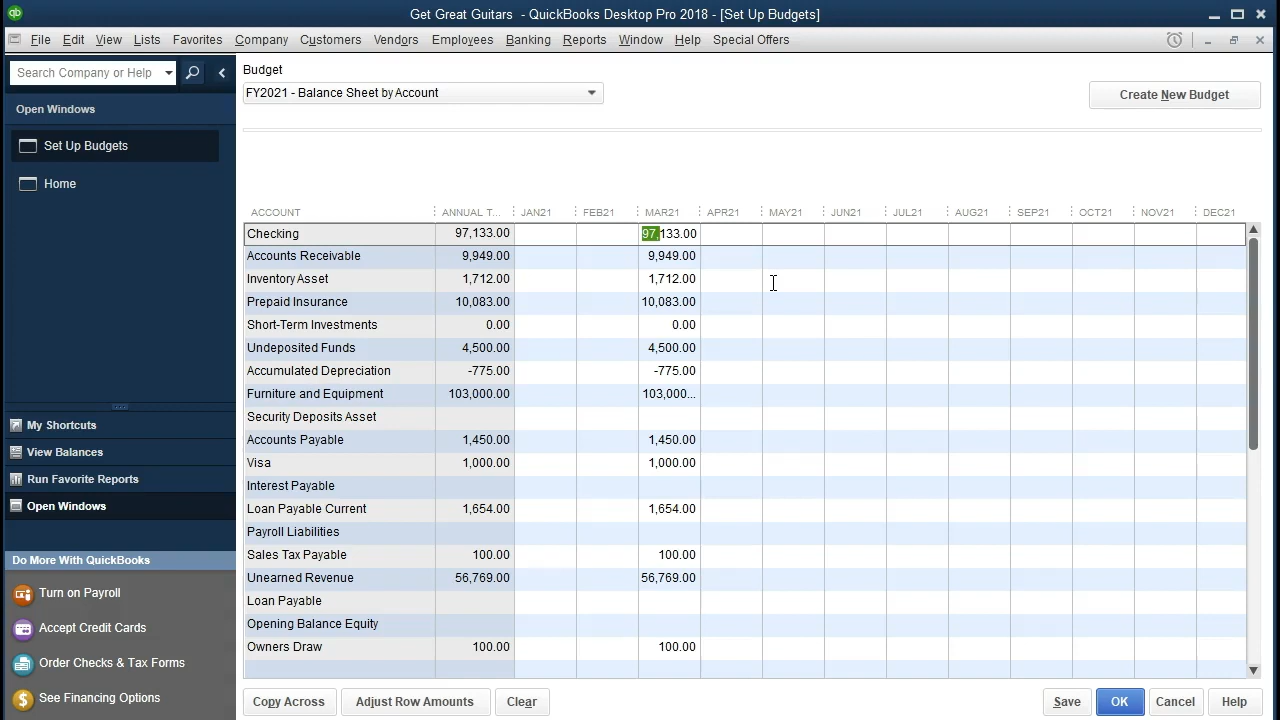 Get Great Guitars - QuickBooks Desktop Pro 2018 - [Set Up Budgets]
File Edit View Lists Favorites Company Customers Vendors Employees Banking Reports Window Help Special Offers
Search Company or Help
Open Windows
Set Up Budgets
Home
My Shortcuts
View Balances
Run Favorite Reports
Open Windows
Do More With QuickBooks
Turn on Payroll
Accept Credit Cards
Order Checks & Tax Forms
See Financing Options
Budget
FY2021 - Balance Sheet by Account
Create New Budget
ACCOUNT ANNUAL T... JAN21 FEB21 MAR21 APR21 MAY21 JUN21 JUL21 AUG21 SEP21 OCT21 NOV21 DEC21
Checking 97,133.00 97,133.00
Accounts Receivable 9,949.00 9,949.00
Inventory Asset 1,712.00 1,712.00
Prepaid Insurance 10,083.00 10,083.00
Short-Term Investments 0.00 0.00
Undeposited Funds 4,500.00 4,500.00
Accumulated Depreciation -775.00 -775.00
Furniture and Equipment 103,000.00 103,000...
Security Deposits Asset
Accounts Payable 1,450.00 1,450.00
Visa 1,000.00 1,000.00
Interest Payable
Loan Payable Current 1,654.00 1,654.00
Payroll Liabilities
Sales Tax Payable 100.00 100.00
Unearned Revenue 56,769.00 56,769.00
Loan Payable
Opening Balance Equity
Owners Draw 100.00 100.00
Copy Across Adjust Row Amounts Clear Save OK Cancel Help